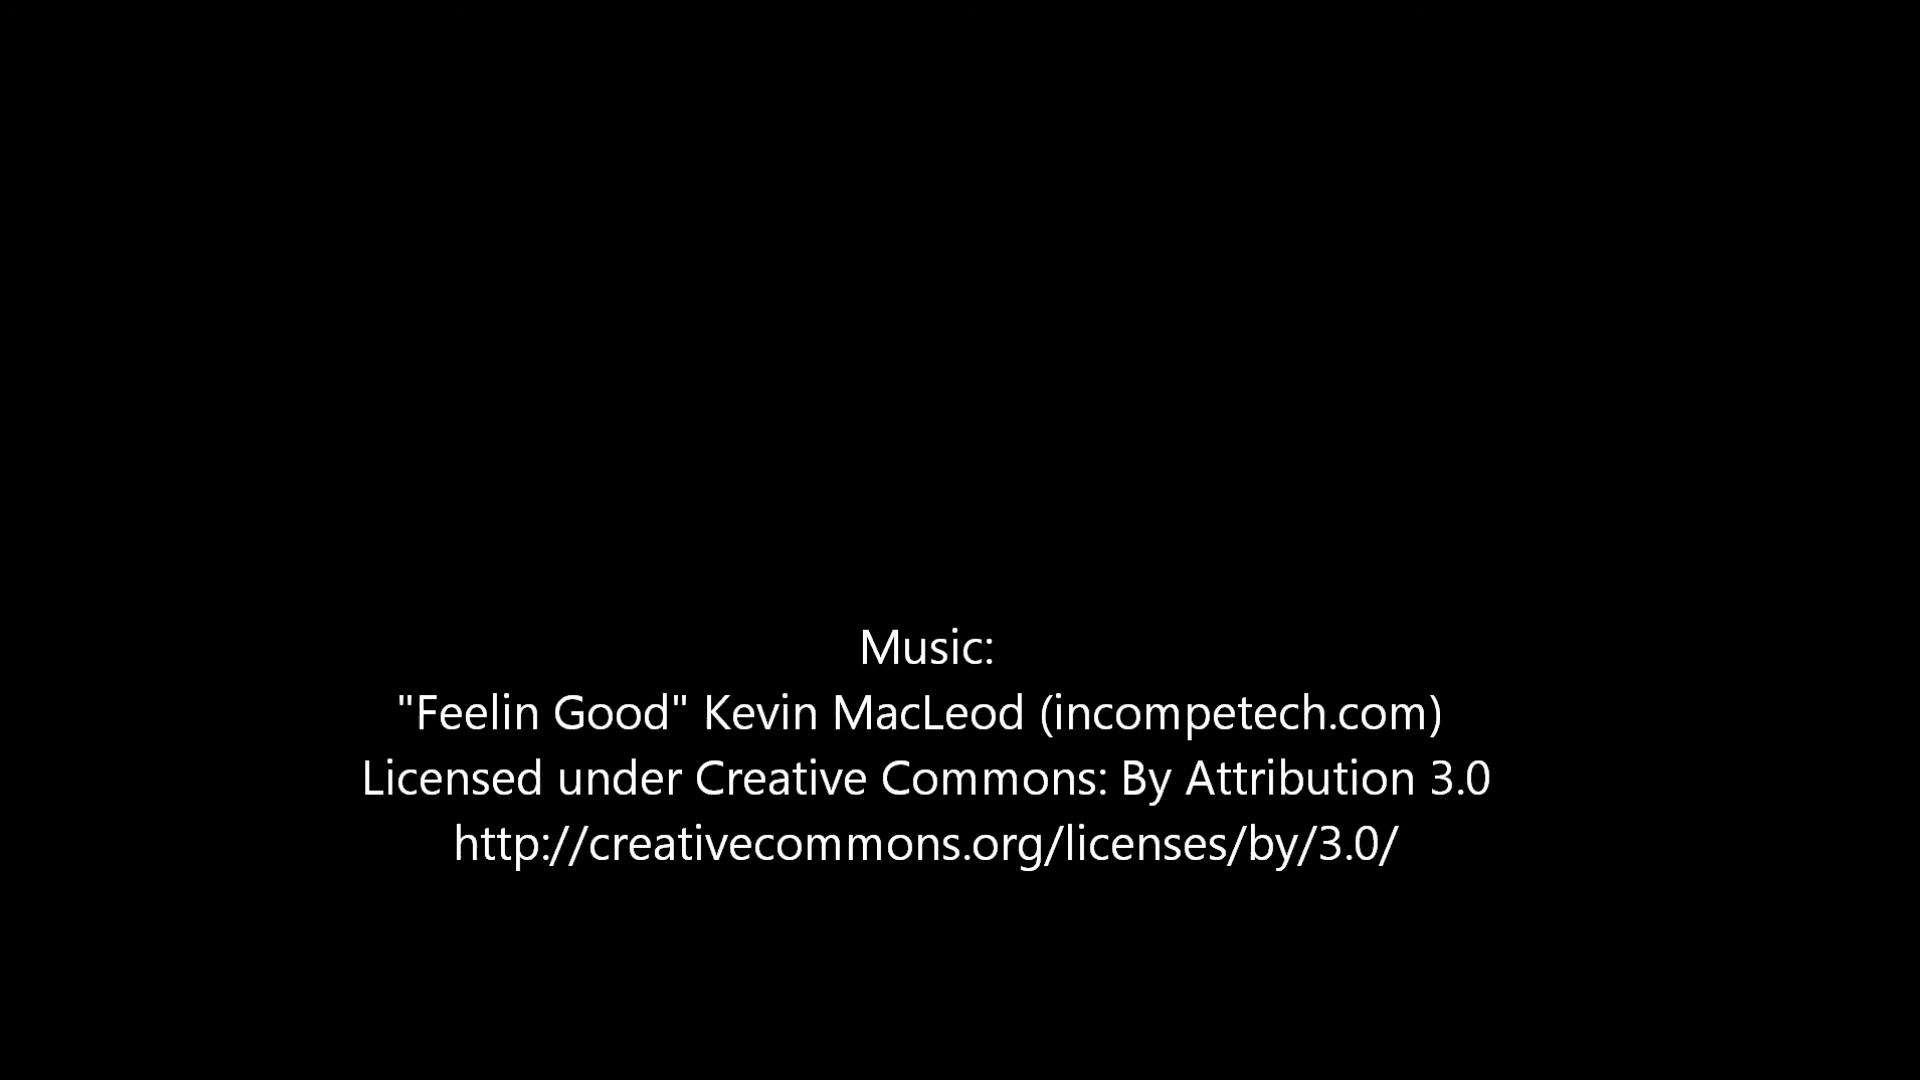 Music:
"Feelin Good" Kevin MacLeod (incompetech.com)
Licensed under Creative Commons: By Attribution 3.0
http://creativecommons.org/licenses/by/3.0/